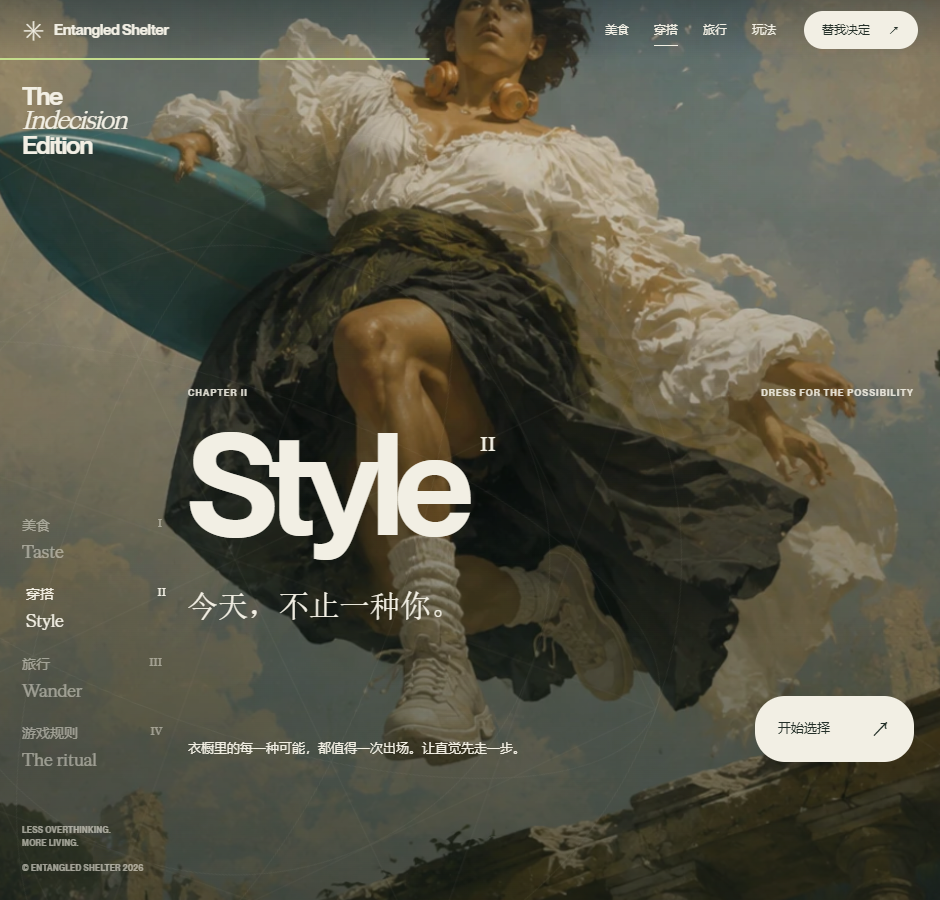 Entangled Shelter
美食 穿搭 旅行 玩法 替我决定 ↗
The
Indecision
Edition
CHAPTER II
DRESS FOR THE POSSIBILITY
Style II
今天，不止一种你。
美食 I
Taste
穿搭 II
Style
旅行 III
Wander
游戏规则 IV
The ritual
衣橱里的每一种可能，都值得一次出场。让直觉先走一步。
开始选择 ↗
LESS OVERTHINKING.
MORE LIVING.
© ENTANGLED SHELTER 2026